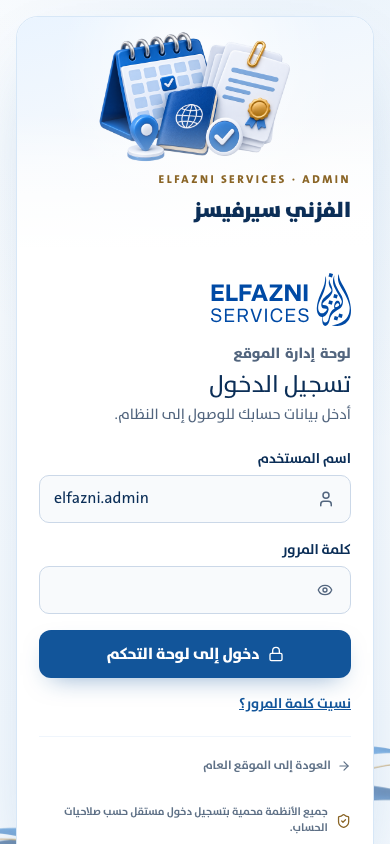 ELFAZNI SERVICES · ADMIN
الفزني سيرفيسز
ELFAZNI
SERVICES
لوحة إدارة الموقع
تسجيل الدخول
أدخل بيانات حسابك للوصول إلى النظام.
اسم المستخدم
elfazni.admin
كلمة المرور
دخول إلى لوحة التحكم
نسيت كلمة المرور؟
العودة إلى الموقع العام
جميع الأنظمة محمية بتسجيل دخول مستقل حسب صلاحيات
الحساب.